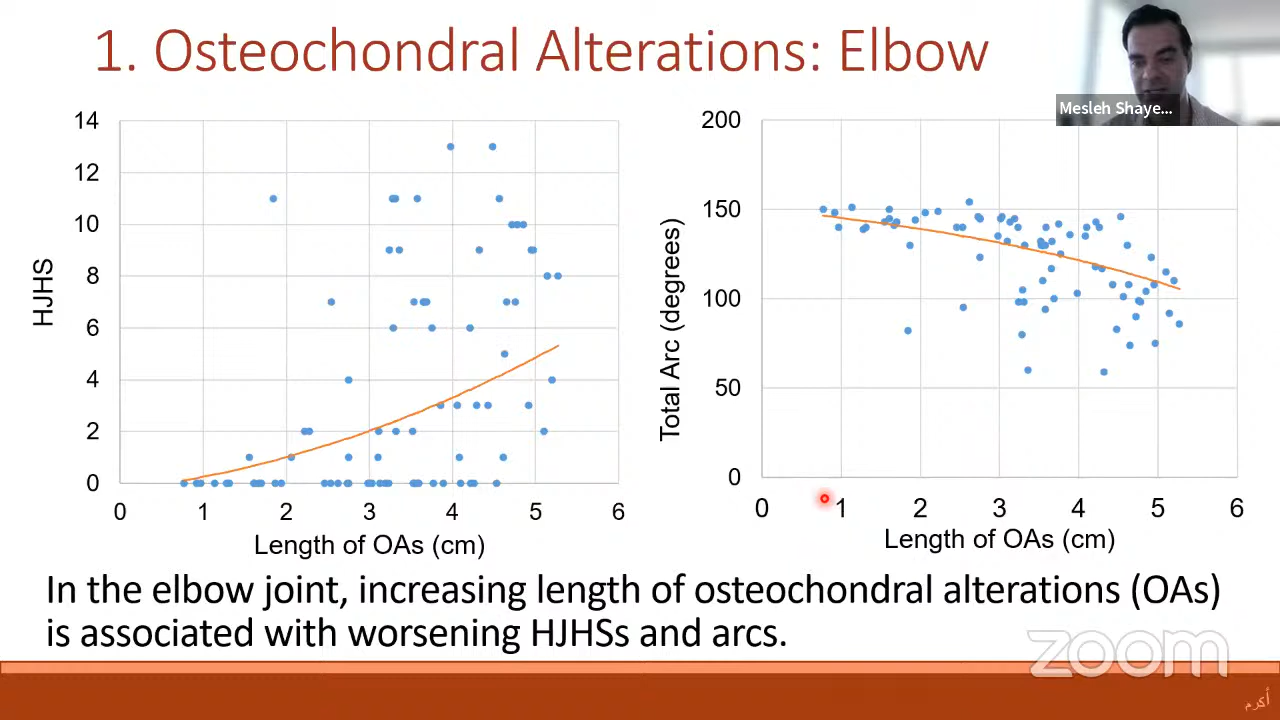 1. Osteochondral Alterations: Elbow
Mesleh Shaye...
14
12
10
8
6
4
2
0
HJHS
0 1 2 3 4 5 6
Length of OAs (cm)
200
150
100
50
0
Total Arc (degrees)
0 1 2 3 4 5 6
Length of OAs (cm)
In the elbow joint, increasing length of osteochondral alterations (OAs)
is associated with worsening HJHSs and arcs.
zoom
أكرم